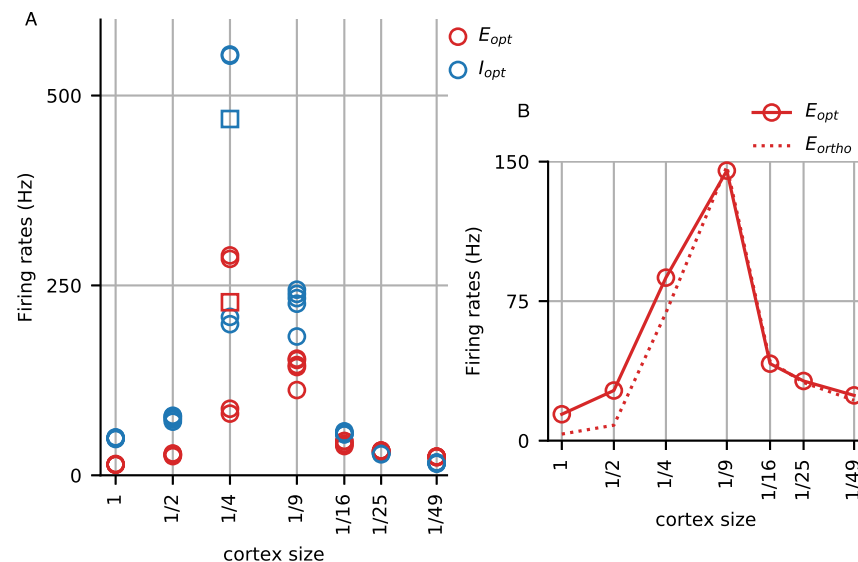 A
E_opt
I_opt
500
250
0
Firing rates (Hz)
1
1/2
1/4
1/9
1/16
1/25
1/49
cortex size
B
E_opt
E_ortho
150
75
0
Firing rates (Hz)
1
1/2
1/4
1/9
1/16
1/25
1/49
cortex size